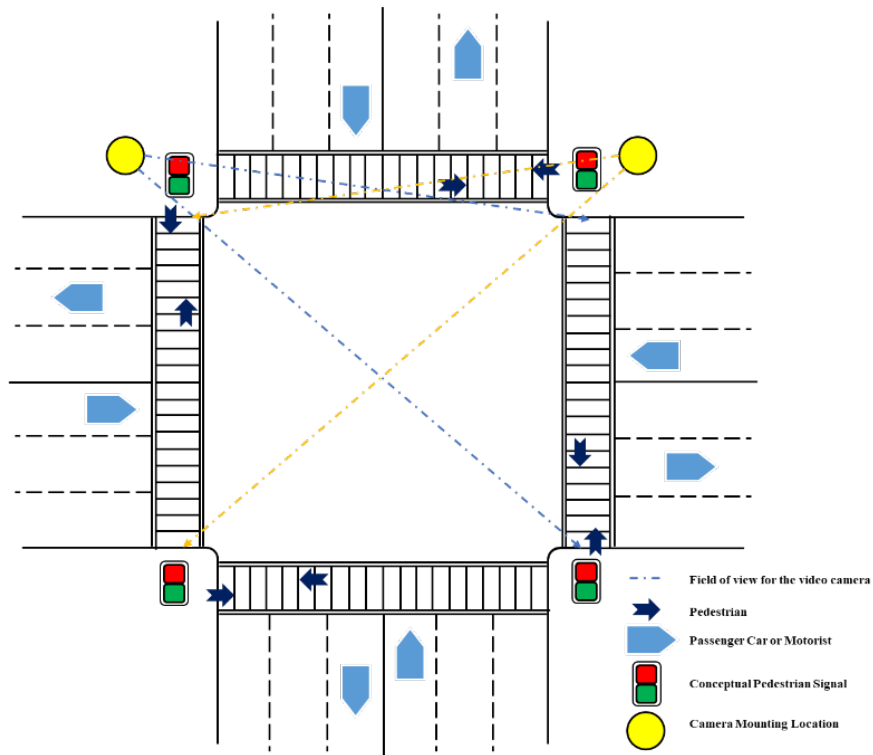 Field of view for the video camera
Pedestrian
Passenger Car or Motorist
Conceptual Pedestrian Signal
Camera Mounting Location